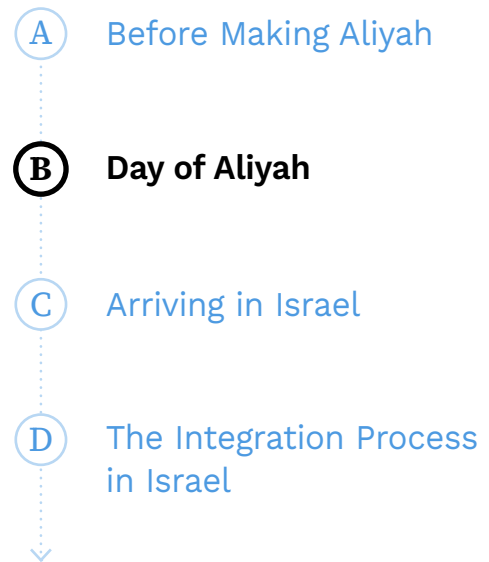 A Before Making Aliyah
B Day of Aliyah
C Arriving in Israel
D The Integration Process
in Israel